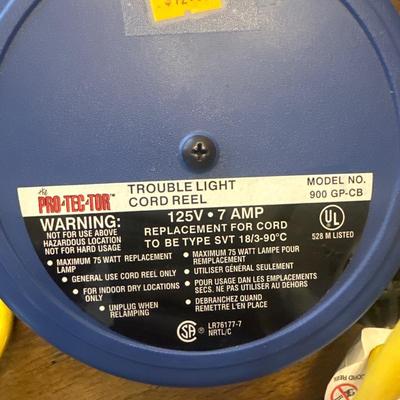 The
PRO•TEC•TOR™
TROUBLE LIGHT
CORD REEL
MODEL NO.
900 GP-CB
125V • 7 AMP
REPLACEMENT FOR CORD
TO BE TYPE SVT 18/3-90°C
UL
528 M LISTED
WARNING:
NOT FOR USE ABOVE
HAZARDOUS LOCATION
NOT FOR HARD USAGE
• MAXIMUM 75 WATT REPLACEMENT
LAMP
• GENERAL USE CORD REEL ONLY
• FOR INDOOR DRY LOCATIONS
ONLY
• UNPLUG WHEN
RELAMPING
• MAXIMUM 75 WATT LAMPE POUR
REMPLACEMENT
• UTILISER GÉNÉRAL SEULEMENT
• POUR USAGE DAN LES EMPLACEMENTS
SECS. NE PAS UTILISER AU DEHORS
• DEBRANCHEZ QUAND
REMETTRE L'EN PLACE
SA
LR76177-7
NRTL/C